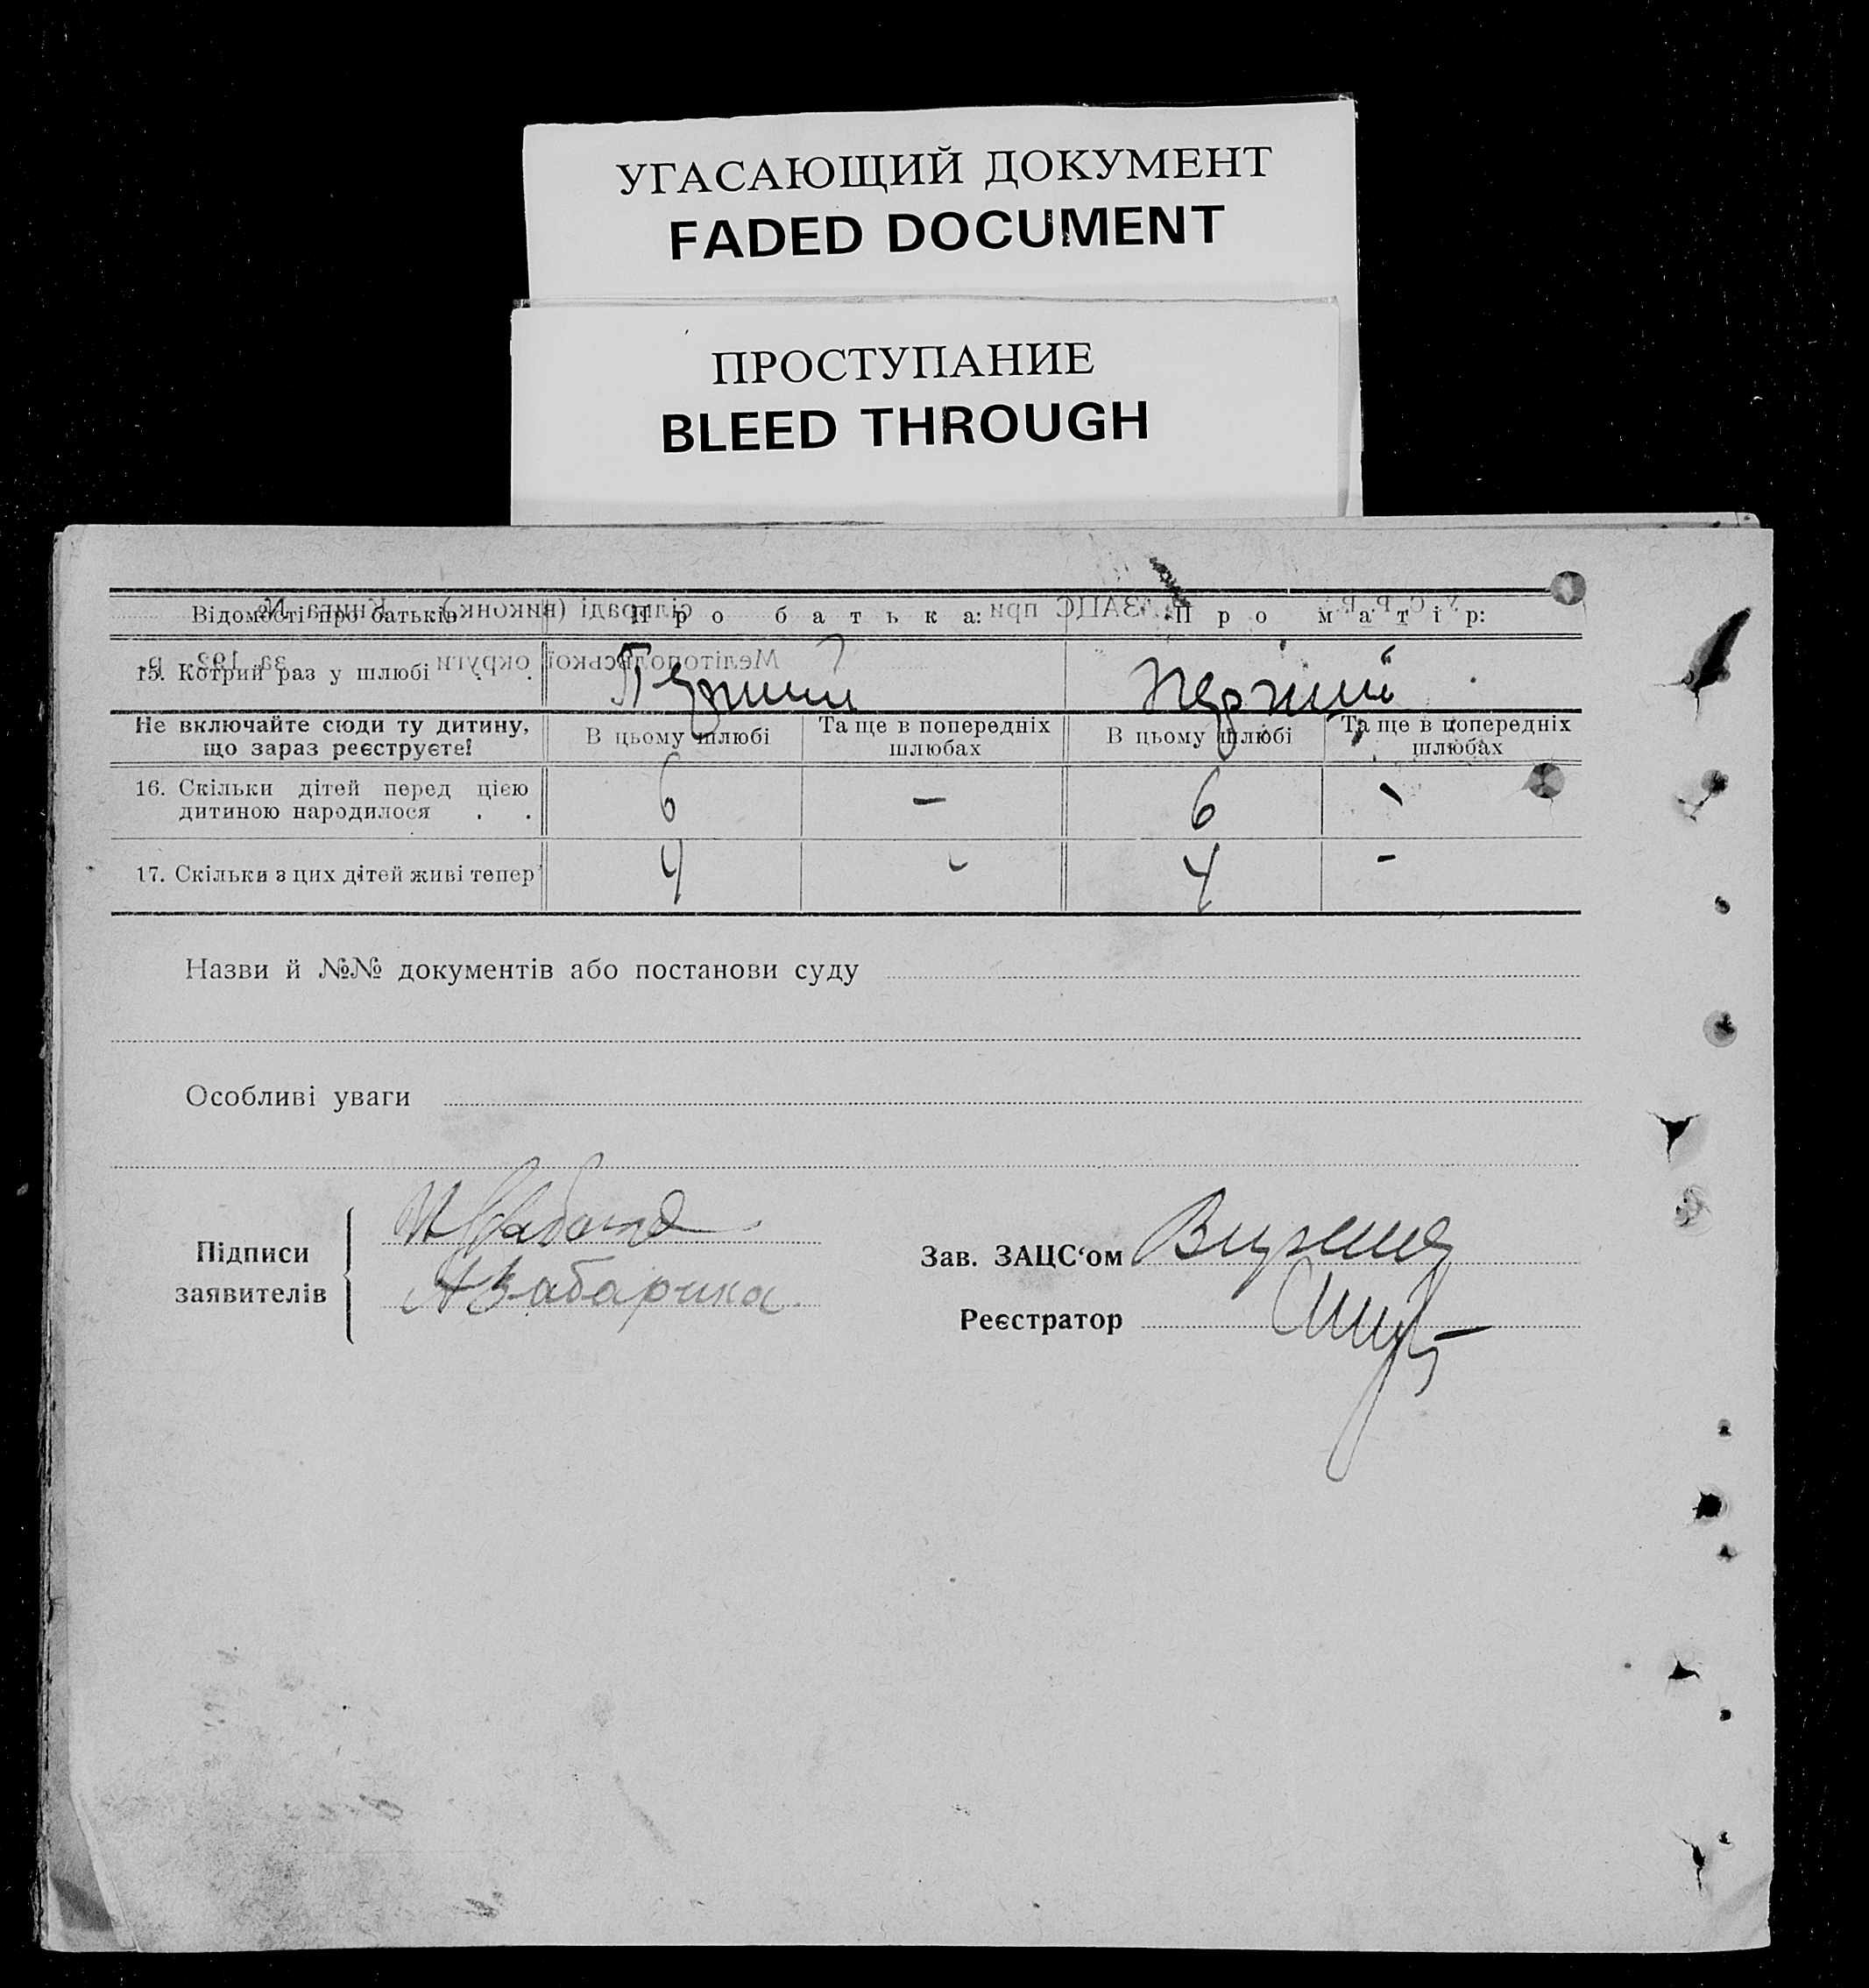 УГАСАЮЩИЙ ДОКУМЕНТ
FADED DOCUMENT
ПРОСТУПАНИЕ
BLEED THROUGH
Відомості про батьків Про батька: Про матір:
15. Котрий раз у шлюбі . . Перший Перший
Не включайте сюди ту дитину, що зараз реєструєте! В цьому шлюбі Та ще в попередніх шлюбах В цьому шлюбі Та ще в попередніх шлюбах
16. Скільки дітей перед цією дитиною народилося . . 6 — 6 -
17. Скільки з цих дітей живі тепер 4 - 4 -
Назви й №№ документів або постанови суду
Особливі уваги
Підписи заявителів
А Забарина
Зав. ЗАЦС‘ом
Реєстратор